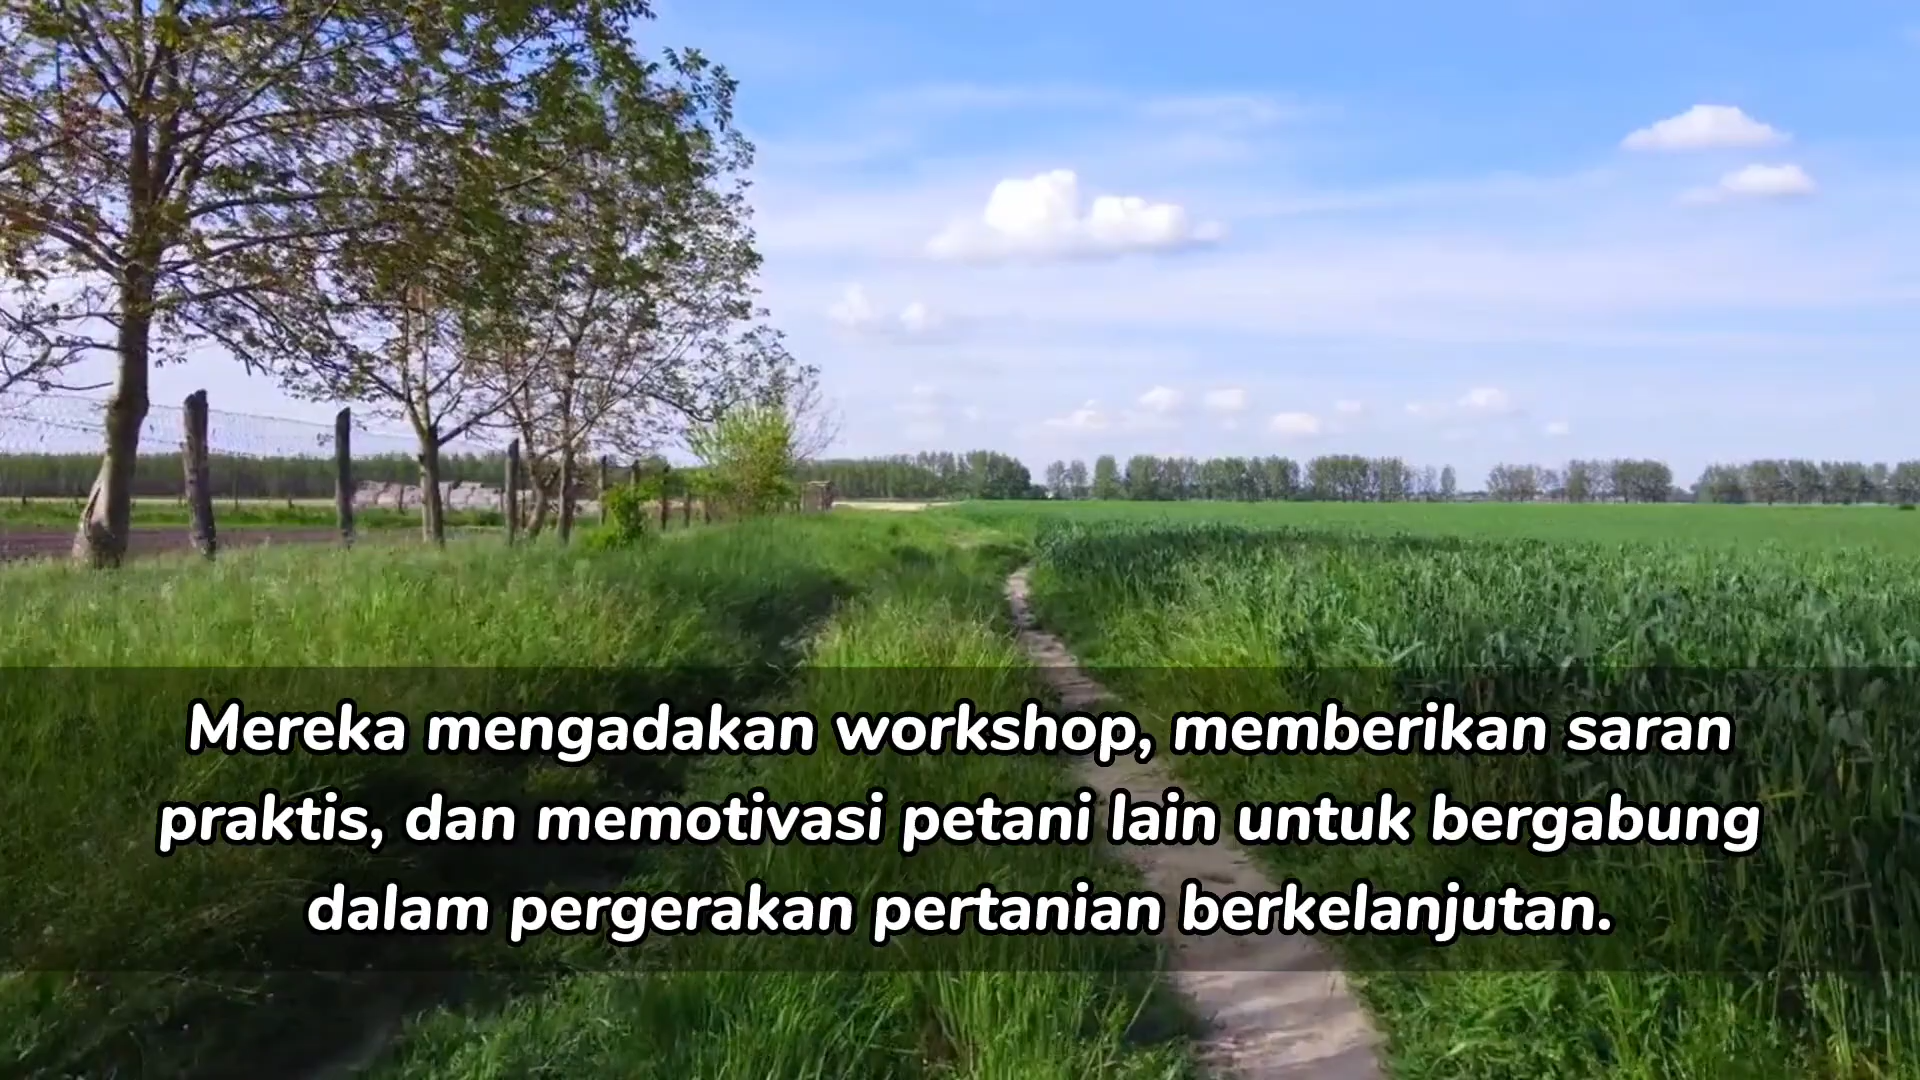 Mereka mengadakan workshop, memberikan saran
praktis, dan memotivasi petani lain untuk bergabung
dalam pergerakan pertanian berkelanjutan.